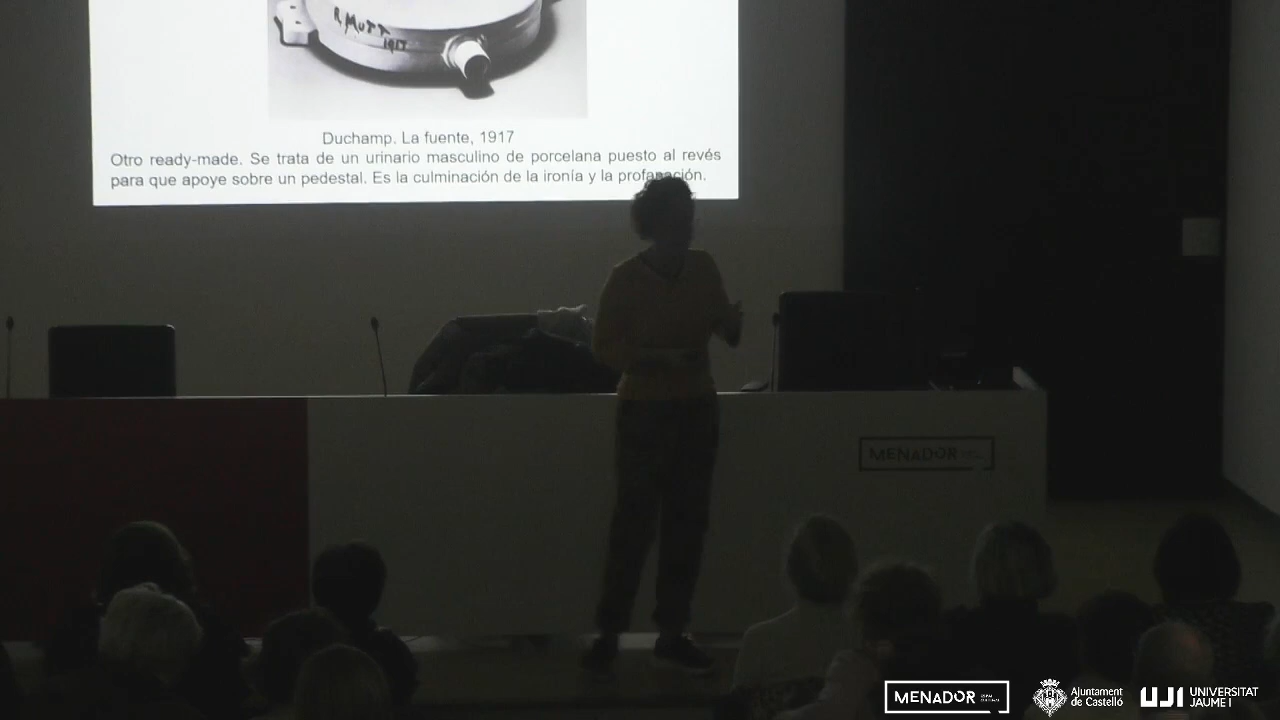 R. MUTT
1917
Duchamp. La fuente, 1917
Otro ready-made. Se trata de un urinario masculino de porcelana puesto al revés
para que apoye sobre un pedestal. Es la culminación de la ironía y la profanación.
MENADOR
MENADOR
Ajuntament
de Castelló
UJI UNIVERSITAT
JAUME I